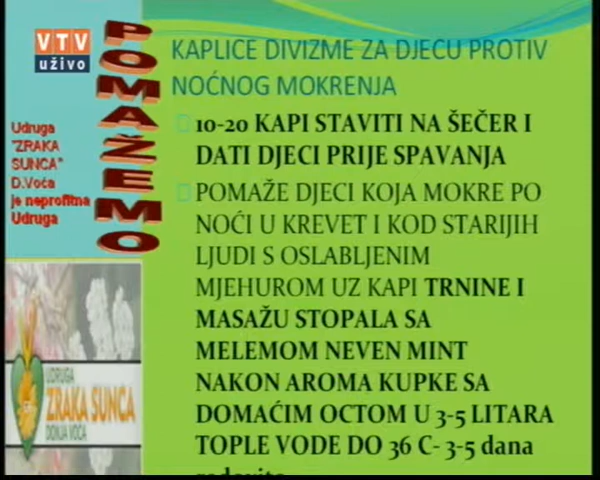 VTV
uživo
POMAŽEMO
Udruga
"ZRAKA
SUNCA"
D.Voća
je neprofitna
Udruga
UDRUGA
ZRAKA SUNCA
DONJA VOĆA
KAPLICE DIVIZME ZA DJECU PROTIV
NOĆNOG MOKRENJA
10-20 KAPI STAVITI NA ŠEČER I
DATI DJECI PRIJE SPAVANJA
POMAŽE DJECI KOJA MOKRE PO
NOĆI U KREVET I KOD STARIJIH
LJUDI S OSLABLJENIM
MJEHUROM UZ KAPI TRNINE I
MASAŽU STOPALA SA
MELEMOM NEVEN MINT
NAKON AROMA KUPKE SA
DOMAĆIM OCTOM U 3-5 LITARA
TOPLE VODE DO 36 C- 3-5 dana